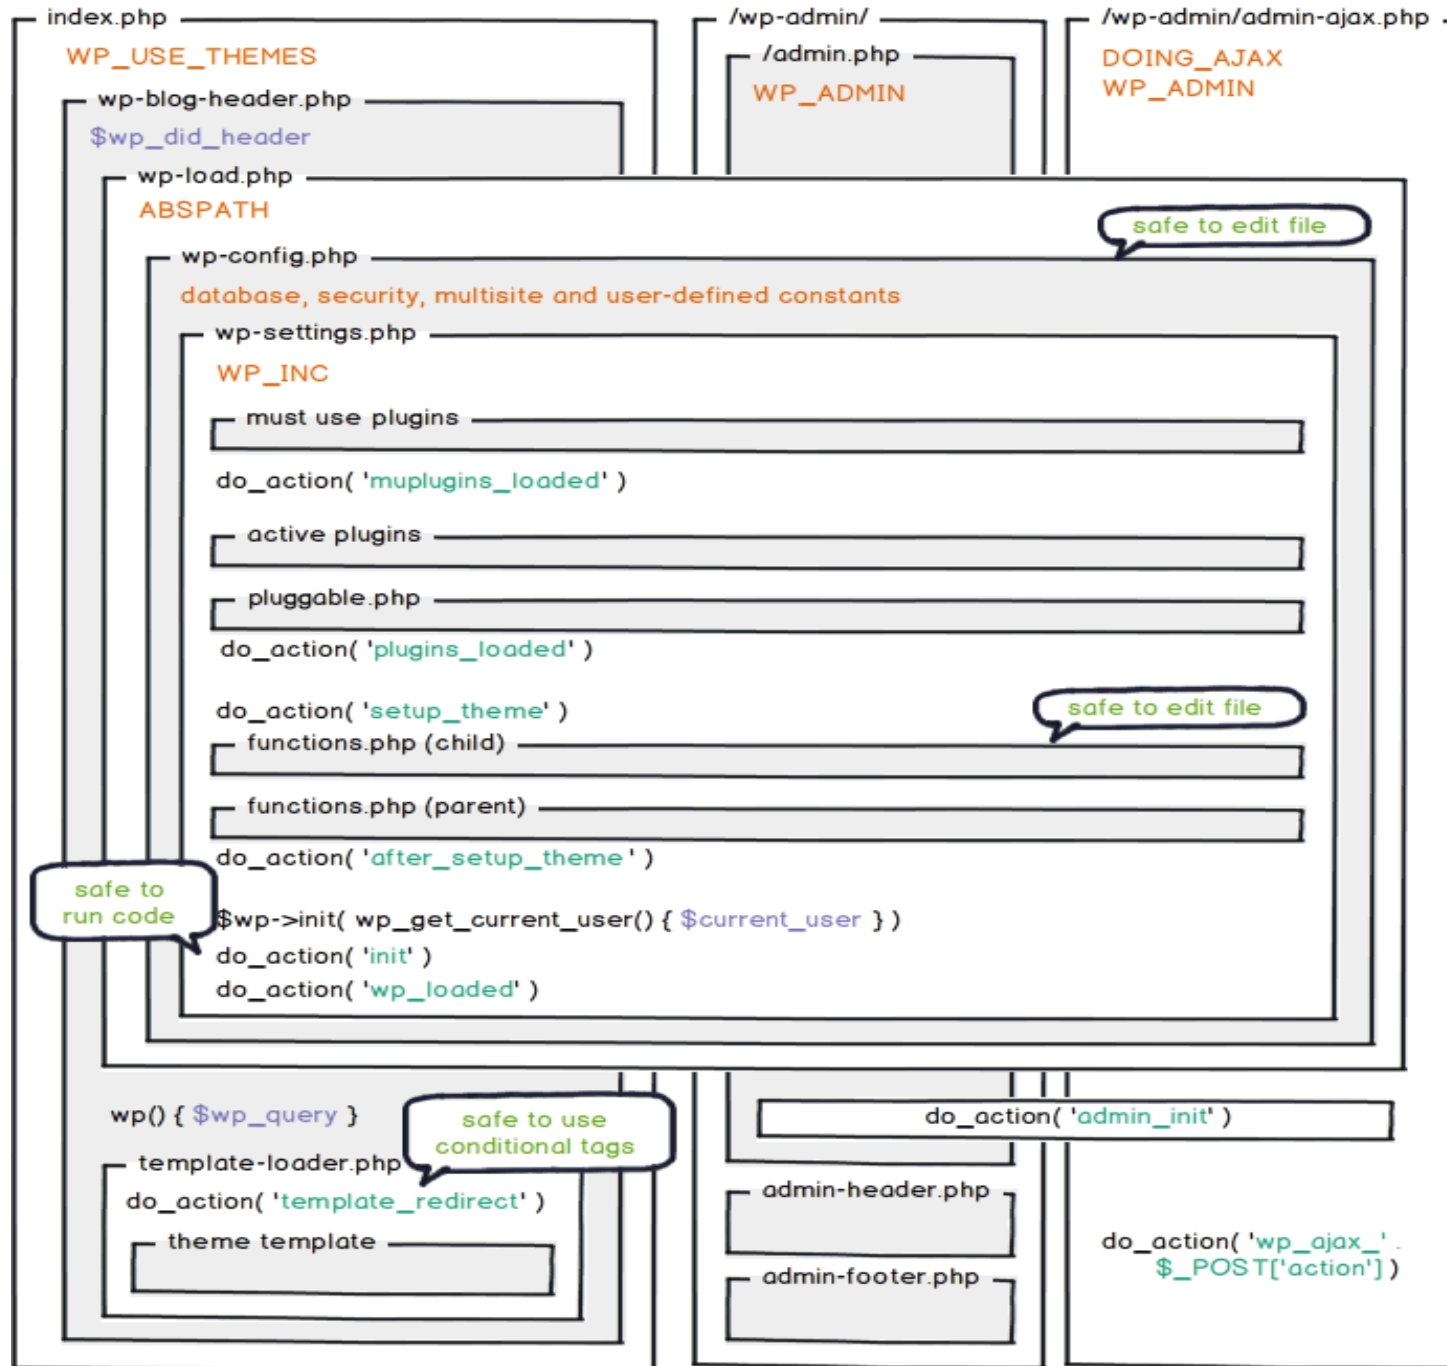 index.php
/wp-admin/
/wp-admin/admin-ajax.php
WP_USE_THEMES
/admin.php
DOING_AJAX
WP_ADMIN
WP_ADMIN
wp-blog-header.php
$wp_did_header
wp-load.php
ABSPATH
safe to edit file
wp-config.php
database, security, multisite and user-defined constants
wp-settings.php
WP_INC
must use plugins
do_action( 'muplugins_loaded' )
active plugins
pluggable.php
do_action( 'plugins_loaded' )
do_action( 'setup_theme' )
safe to edit file
functions.php (child)
functions.php (parent)
do_action( 'after_setup_theme' )
safe to
run code
$wp->init( wp_get_current_user() { $current_user } )
do_action( 'init' )
do_action( 'wp_loaded' )
wp() { $wp_query }
safe to use
conditional tags
do_action( 'admin_init' )
template-loader.php
do_action( 'template_redirect' )
theme template
admin-header.php
admin-footer.php
do_action( 'wp_ajax_' .
$_POST['action'] )